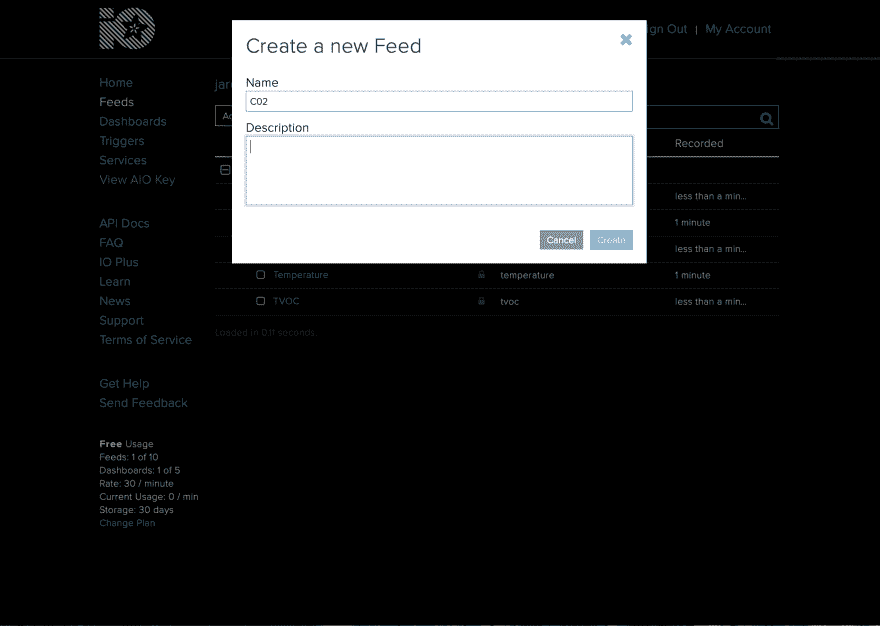 gn Out | My Account
Home
Feeds
Dashboards
Triggers
Services
View AIO Key
API Docs
FAQ
IO Plus
Learn
News
Support
Terms of Service
Get Help
Send Feedback
Free Usage
Feeds: 1 of 10
Dashboards: 1 of 5
Rate: 30 / minute
Current Usage: 0 / min
Storage: 30 days
Change Plan
Create a new Feed
Name
C02
Description
Cancel Create
Recorded
less than a min...
1 minute
less than a min...
Temperature temperature 1 minute
TVOC tvoc less than a min...
Loaded in 0.11 seconds.